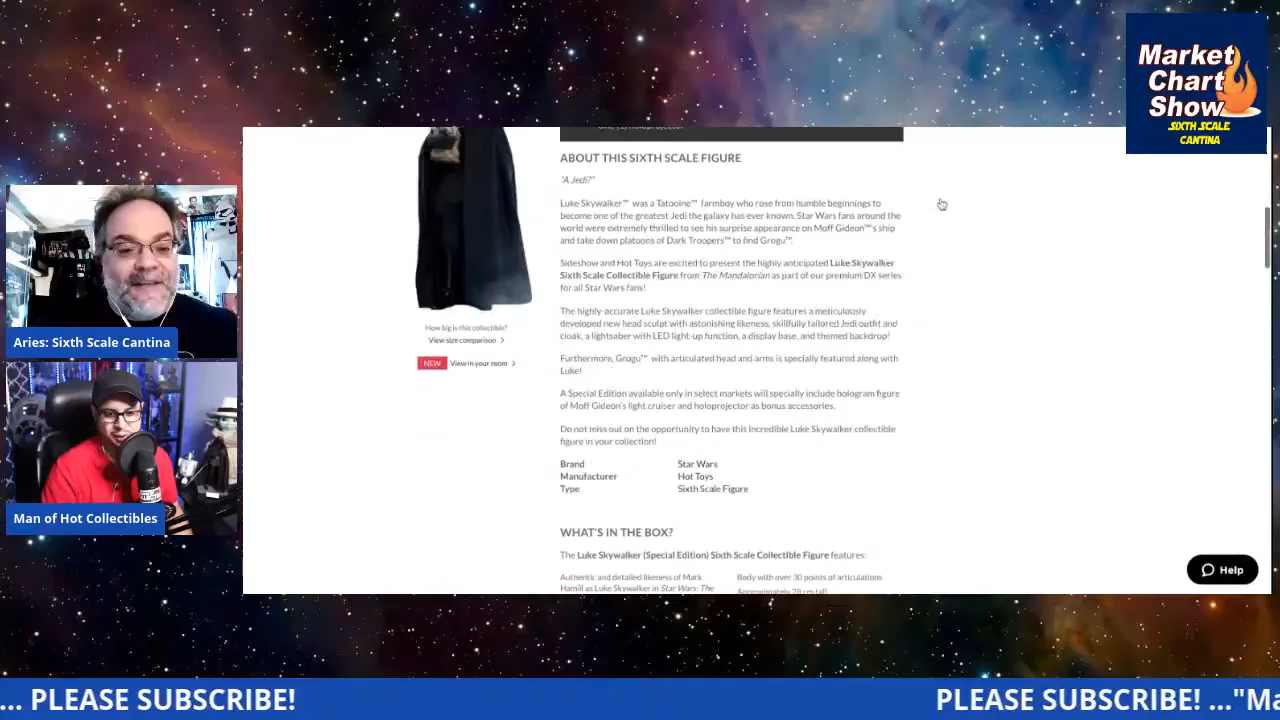 Market
Chart
Show
SIXTH SCALE
CANTINA
ABOUT THIS SIXTH SCALE FIGURE
"A Jedi?"
Luke Skywalker™ was a Tatooine™ farmboy who rose from humble beginnings to
become one of the greatest Jedi the galaxy has ever known. Star Wars fans around the
world were extremely thrilled to see his surprise appearance on Moff Gideon™'s ship
and take down platoons of Dark Troopers™ to find Grogu™.
Sideshow and Hot Toys are excited to present the highly anticipated Luke Skywalker
Sixth Scale Collectible Figure from The Mandalorian as part of our premium DX series
for all Star Wars fans!
The highly-accurate Luke Skywalker collectible figure features a meticulously
developed new head sculpt with astonishing likeness, skillfully tailored Jedi outfit and
cloak, a lightsaber with LED light-up function, a display base, and themed backdrop!
Furthermore, Grogu™ with articulated head and arms is specially featured along with
Luke!
A Special Edition available only in select markets will specially include hologram figure
of Moff Gideon's light cruiser and holoprojector as bonus accessories.
Do not miss out on the opportunity to have this incredible Luke Skywalker collectible
figure in your collection!
Brand Star Wars
Manufacturer Hot Toys
Type Sixth Scale Figure
WHAT'S IN THE BOX?
The Luke Skywalker (Special Edition) Sixth Scale Collectible Figure features:
Authentic and detailed likeness of Mark
Hamill as Luke Skywalker in Star Wars: The
Body with over 30 points of articulations
Approximately 28 cm tall
How big is this collectible?
View size comparison >
NEW View in your room >
Help
Aries: Sixth Scale Cantina
Man of Hot Collectibles
... PLEASE SUBSCRIBE!
PLEASE SUBSCRIBE! ..."Ma